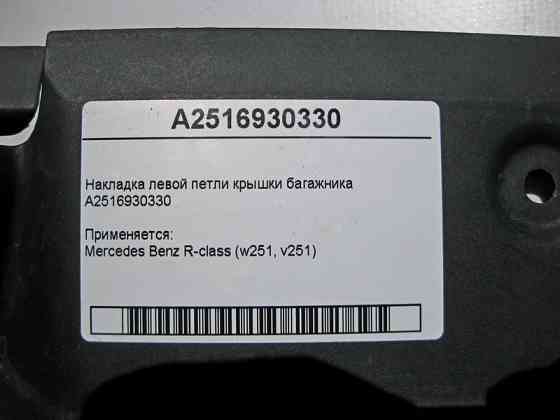 A2516930330
Накладка левой петли крышки багажника
A2516930330
Применяется:
Mercedes Benz R-class (w251, v251)